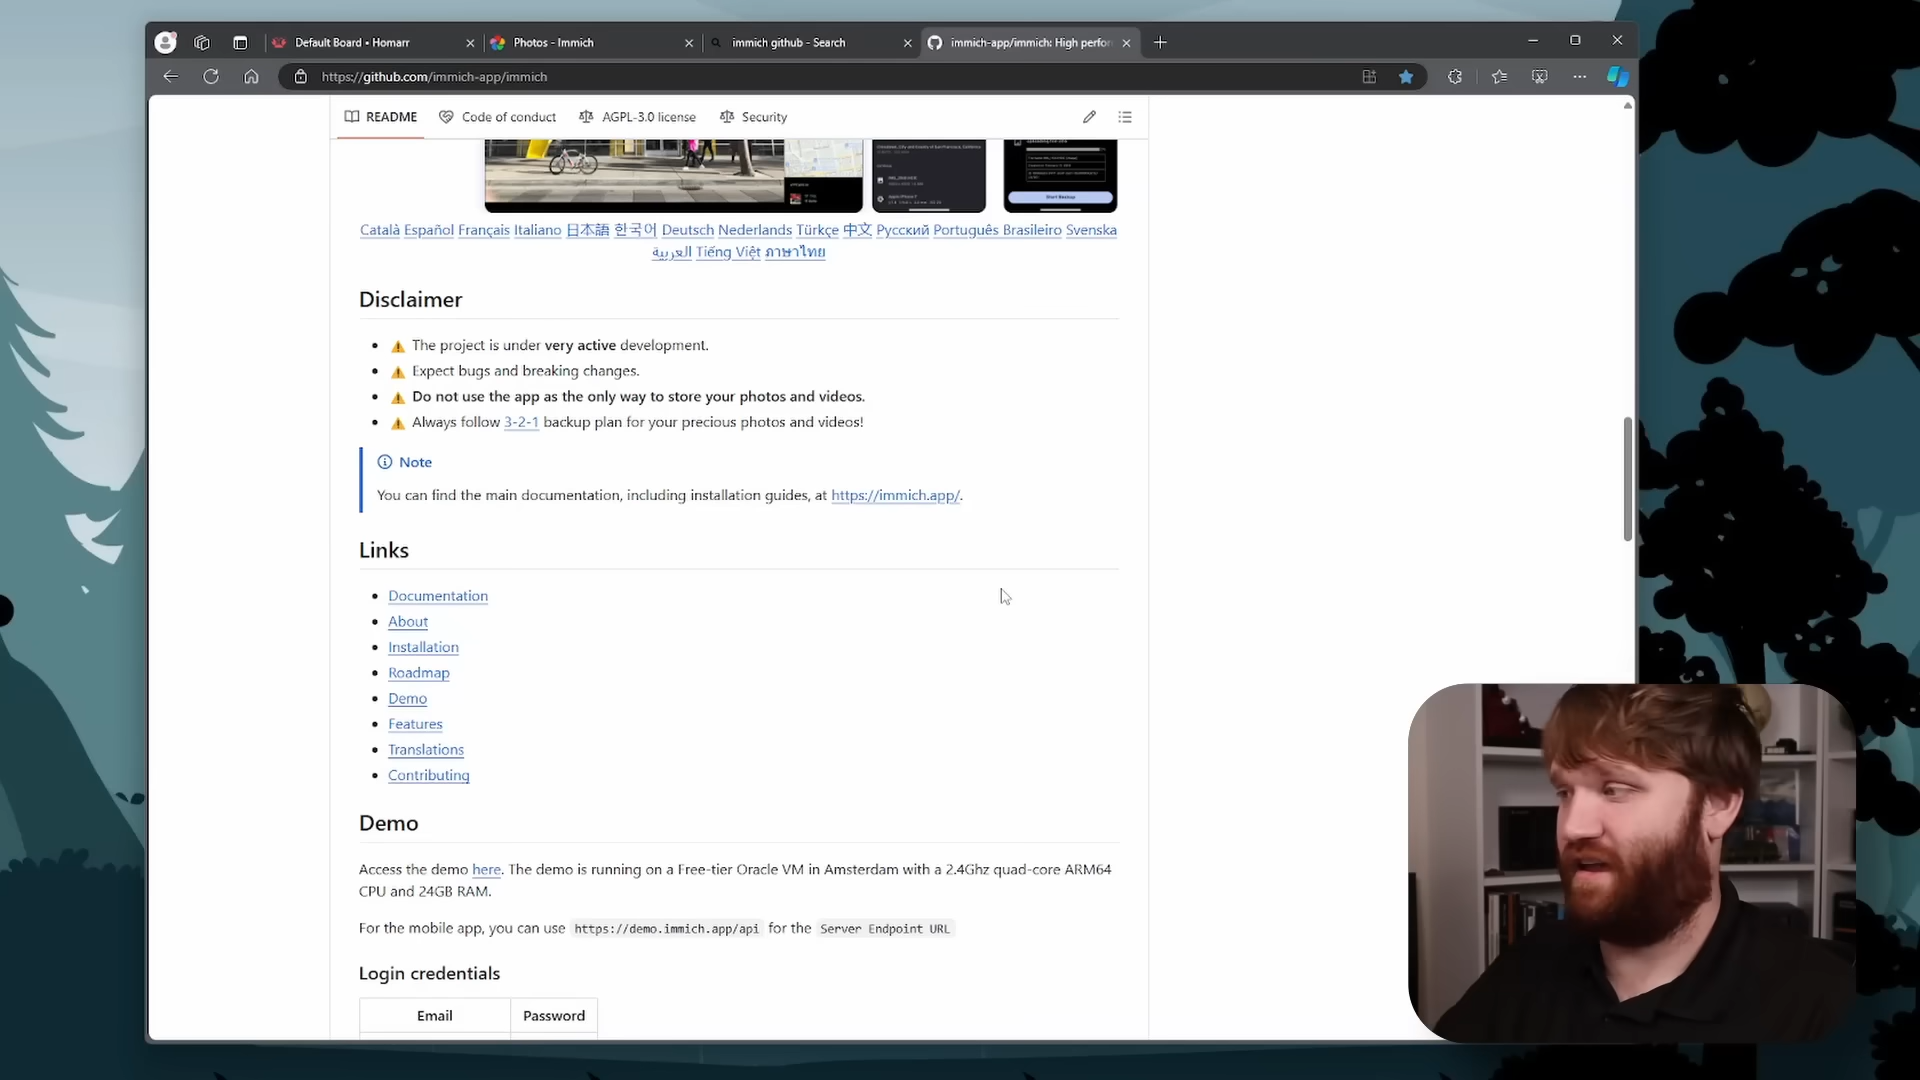 Default Board • Homarr
Photos - Immich
immich github - Search
immich-app/immich: High perfor
https://github.com/immich-app/immich
README
Code of conduct
AGPL-3.0 license
Security
Start Backup
Català Español Français Italiano 日本語 한국어 Deutsch Nederlands Türkçe 中文 Русский Português Brasileiro Svenska
العربية Tiếng Việt ภาษาไทย
Disclaimer
⚠️ The project is under very active development.
⚠️ Expect bugs and breaking changes.
⚠️ Do not use the app as the only way to store your photos and videos.
⚠️ Always follow 3-2-1 backup plan for your precious photos and videos!
Note
You can find the main documentation, including installation guides, at https://immich.app/.
Links
Documentation
About
Installation
Roadmap
Demo
Features
Translations
Contributing
Demo
Access the demo here. The demo is running on a Free-tier Oracle VM in Amsterdam with a 2.4Ghz quad-core ARM64
CPU and 24GB RAM.
For the mobile app, you can use https://demo.immich.app/api for the Server Endpoint URL
Login credentials
Email Password